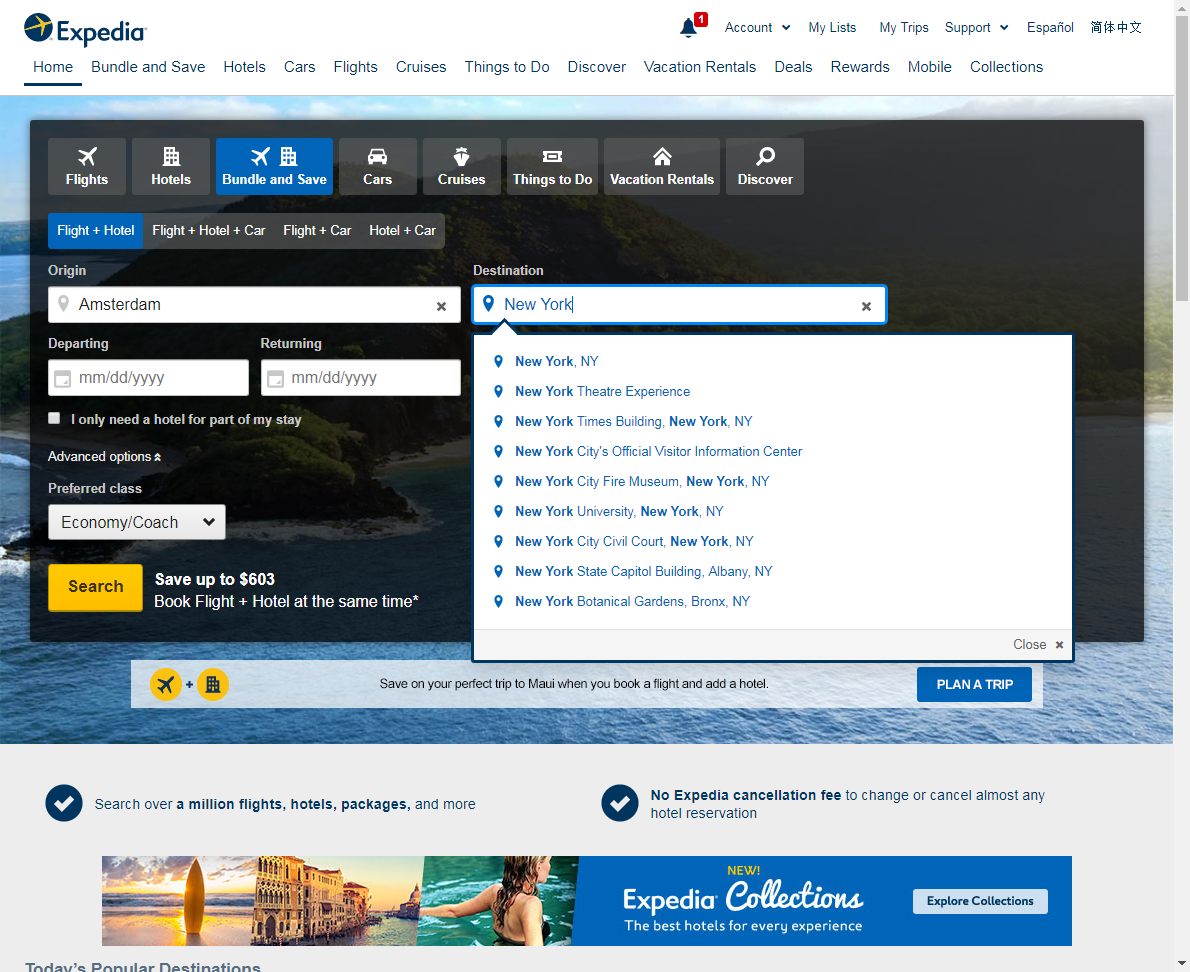 Expedia
1
Account
My Lists
My Trips
Support
Español
简体中文
Home
Bundle and Save
Hotels
Cars
Flights
Cruises
Things to Do
Discover
Vacation Rentals
Deals
Rewards
Mobile
Collections
Flights
Hotels
Bundle and Save
Cars
Cruises
Things to Do
Vacation Rentals
Discover
Flight + Hotel
Flight + Hotel + Car
Flight + Car
Hotel + Car
Origin
Destination
Amsterdam
New York
Departing
Returning
mm/dd/yyyy
mm/dd/yyyy
I only need a hotel for part of my stay
Advanced options
Preferred class
Economy/Coach
Search
Save up to $603
Book Flight + Hotel at the same time*
New York, NY
New York Theatre Experience
New York Times Building, New York, NY
New York City's Official Visitor Information Center
New York City Fire Museum, New York, NY
New York University, New York, NY
New York City Civil Court, New York, NY
New York State Capitol Building, Albany, NY
New York Botanical Gardens, Bronx, NY
Close
+
Save on your perfect trip to Maui when you book a flight and add a hotel.
PLAN A TRIP
Search over a million flights, hotels, packages, and more
No Expedia cancellation fee to change or cancel almost any
hotel reservation
NEW!
Expedia Collections
The best hotels for every experience
Explore Collections
Today's Popular Destinations